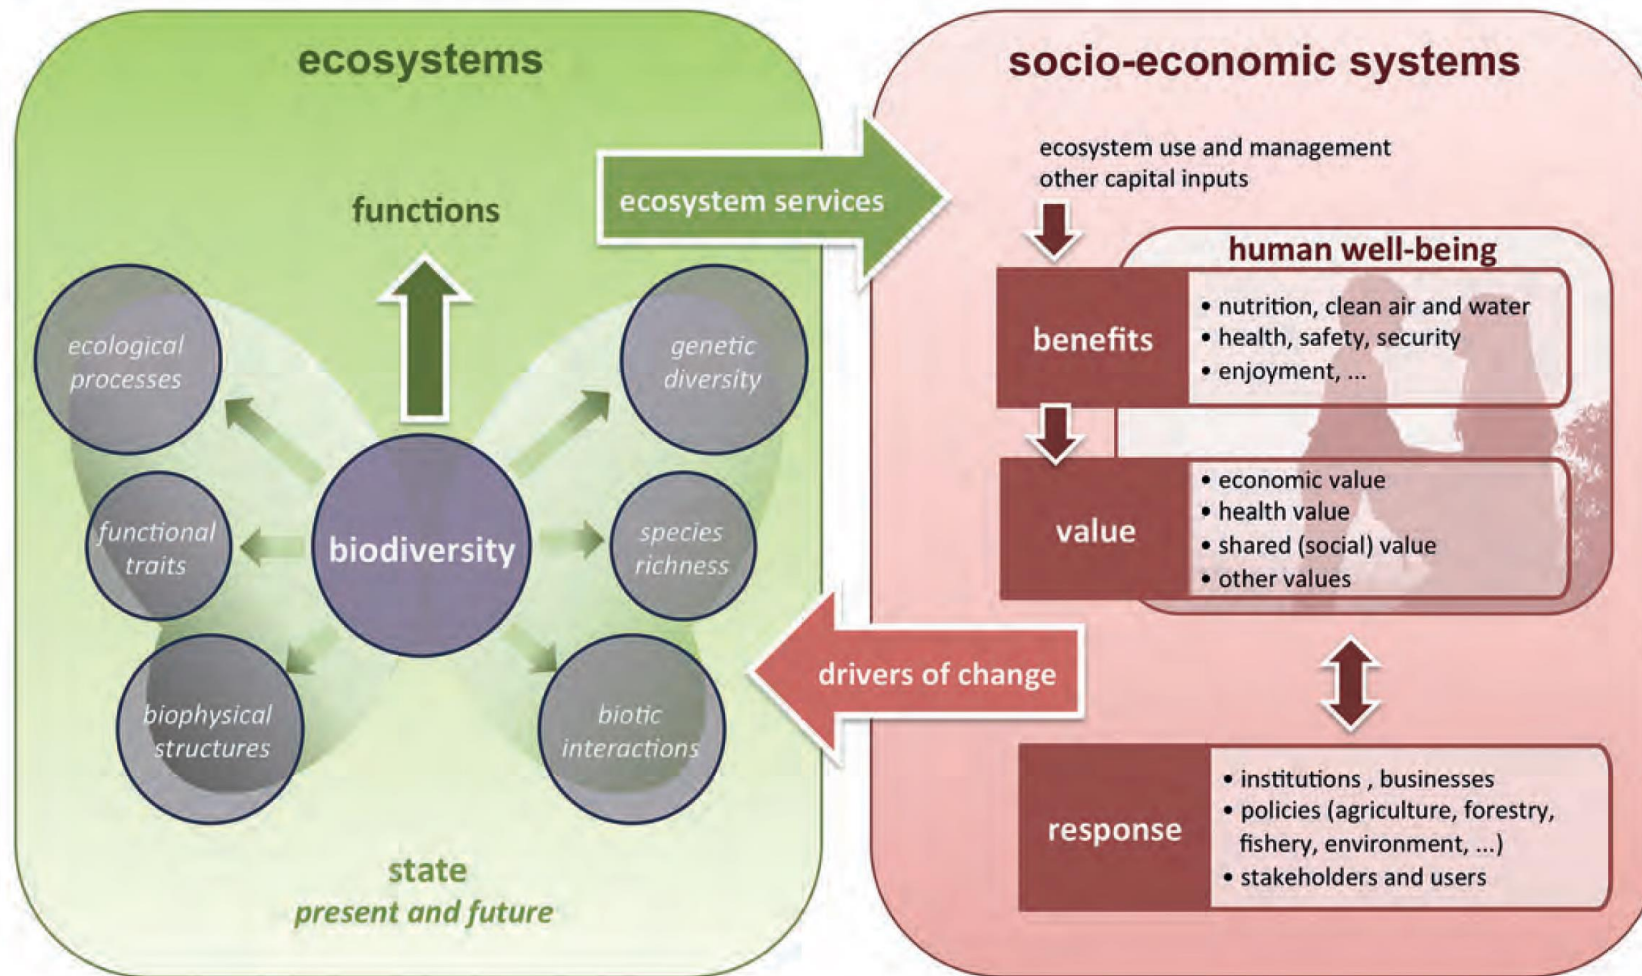 ecosystems
functions
ecological
processes
genetic
diversity
functional
traits
biodiversity
species
richness
biophysical
structures
biotic
interactions
state
present and future
ecosystem services
drivers of change
socio-economic systems
ecosystem use and management
other capital inputs
human well-being
benefits
• nutrition, clean air and water
• health, safety, security
• enjoyment, ...
value
• economic value
• health value
• shared (social) value
• other values
response
• institutions , businesses
• policies (agriculture, forestry,
fishery, environment, ...)
• stakeholders and users